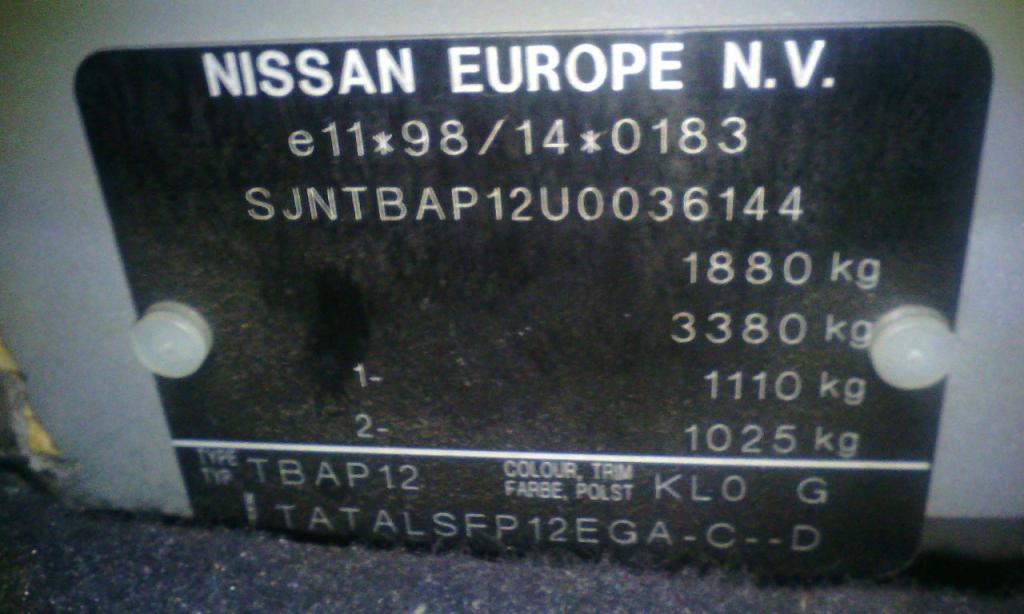 NISSAN EUROPE N.V.
e11*98/14*0183
SJNTBAP12U0036144
1880 kg
3380 kg
1- 1110 kg
2- 1025 kg
TYPE
TYP TBAP12 COLOUR, TRIM
FARBE, POLST KL0 G
TATALSFP12EGA-C--D